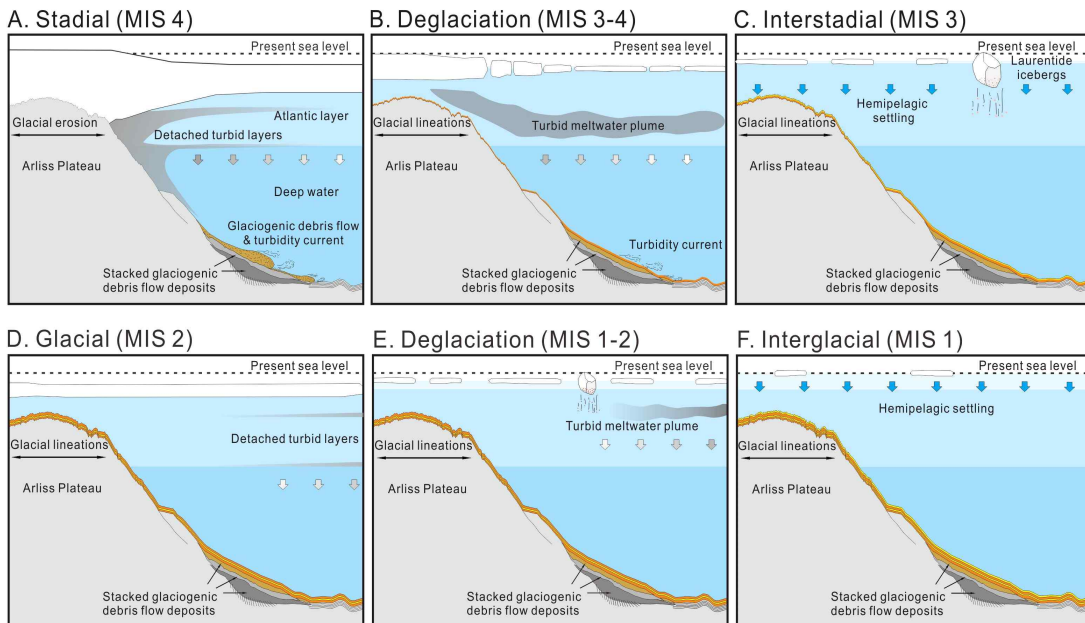 A. Stadial (MIS 4)
Present sea level
Atlantic layer
Glacial erosion
Detached turbid layers
Arliss Plateau
Deep water
Glaciogenic debris flow
& turbidity current
Stacked glaciogenic
debris flow deposits
B. Deglaciation (MIS 3-4)
Present sea level
Turbid meltwater plume
Glacial lineations
Arliss Plateau
Turbidity current
Stacked glaciogenic
debris flow deposits
C. Interstadial (MIS 3)
Present sea level
Laurentide
icebergs
Hemipelagic
settling
Glacial lineations
Arliss Plateau
Stacked glaciogenic
debris flow deposits
D. Glacial (MIS 2)
Present sea level
Detached turbid layers
Glacial lineations
Arliss Plateau
Stacked glaciogenic
debris flow deposits
E. Deglaciation (MIS 1-2)
Present sea level
Turbid meltwater plume
Glacial lineations
Arliss Plateau
Stacked glaciogenic
debris flow deposits
F. Interglacial (MIS 1)
Present sea level
Hemipelagic settling
Glacial lineations
Arliss Plateau
Stacked glaciogenic
debris flow deposits